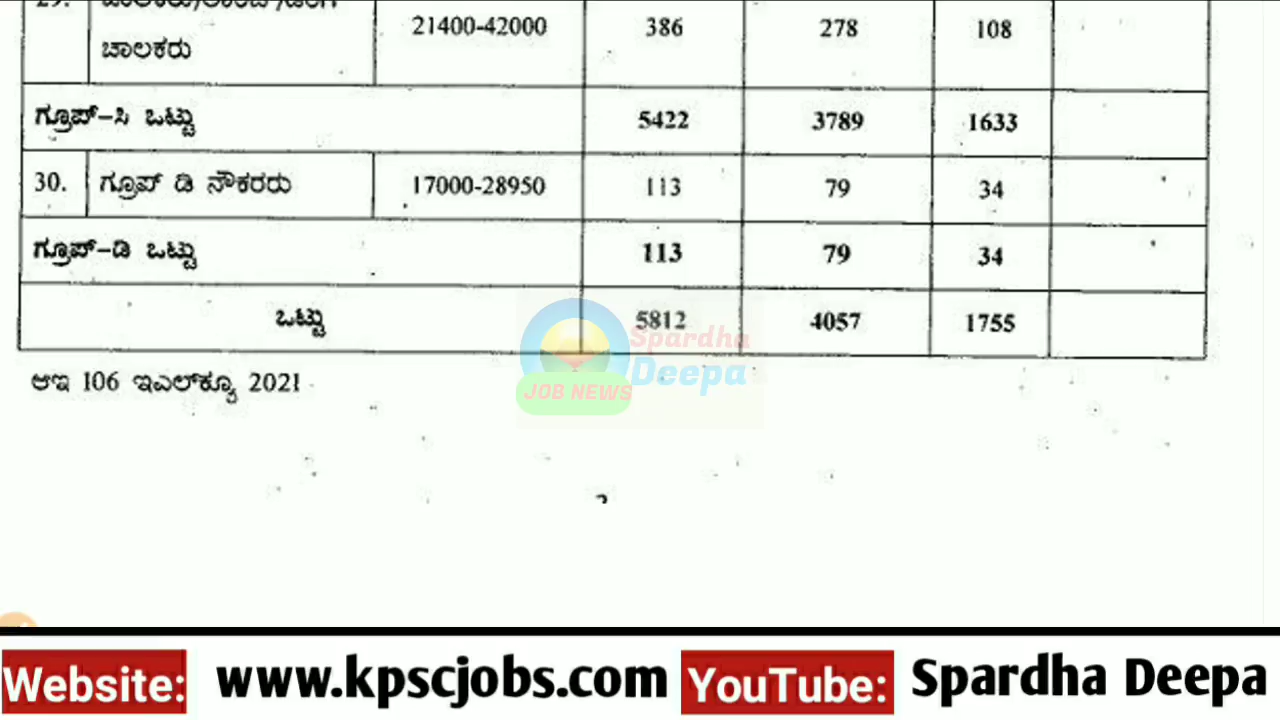 29.
21400-42000 386 278 108
ಚಾಲಕರು
ಗ್ರೂಪ್-ಸಿ ಒಟ್ಟು 5422 3789 1633
30. ಗ್ರೂಪ್ ಡಿ ನೌಕರರು 17000-28950 113 79 34
ಗ್ರೂಪ್-ಡಿ ಒಟ್ಟು 113 79 34
ಒಟ್ಟು 5812 4057 1755
Spardha
Deepa
JOB NEWS
ಆಇ 106 ಇಎಲ್‌ಕ್ಯೂ 2021
Website: www.kpscjobs.com YouTube: Spardha Deepa